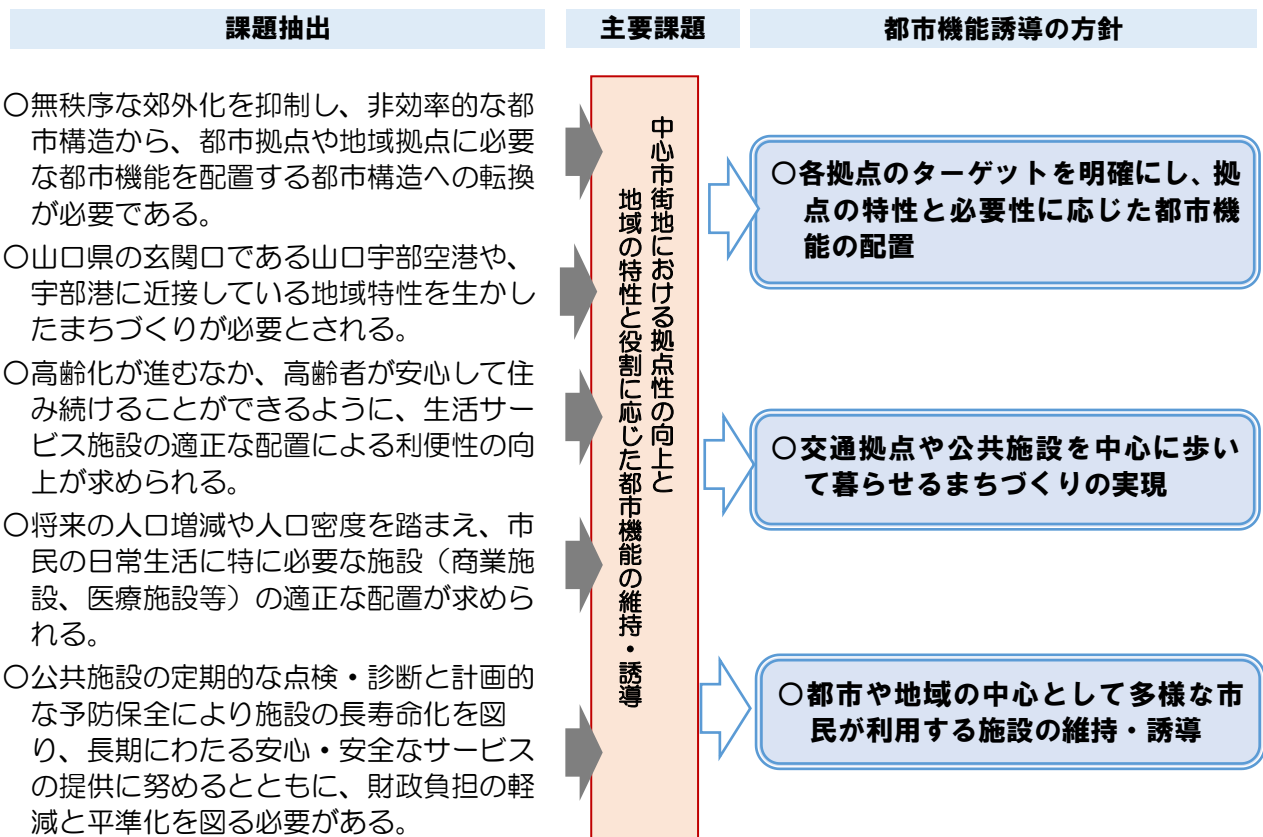 課題抽出
主要課題
都市機能誘導の方針
〇無秩序な郊外化を抑制し、非効率的な都
市構造から、都市拠点や地域拠点に必要
な都市機能を配置する都市構造への転換
が必要である。
〇山口県の玄関口である山口宇部空港や、
宇部港に近接している地域特性を生かし
たまちづくりが必要とされる。
〇高齢化が進むなか、高齢者が安心して住
み続けることができるように、生活サー
ビス施設の適正な配置による利便性の向
上が求められる。
〇将来の人口増減や人口密度を踏まえ、市
民の日常生活に特に必要な施設（商業施
設、医療施設等）の適正な配置が求めら
れる。
〇公共施設の定期的な点検・診断と計画的
な予防保全により施設の長寿命化を図
り、長期にわたる安心・安全なサービス
の提供に努めるとともに、財政負担の軽
減と平準化を図る必要がある。
中心市街地における拠点性の向上と
地域の特性と役割に応じた都市機能の維持・誘導
〇各拠点のターゲットを明確にし、拠
点の特性と必要性に応じた都市機
能の配置
〇交通拠点や公共施設を中心に歩い
て暮らせるまちづくりの実現
〇都市や地域の中心として多様な市
民が利用する施設の維持・誘導